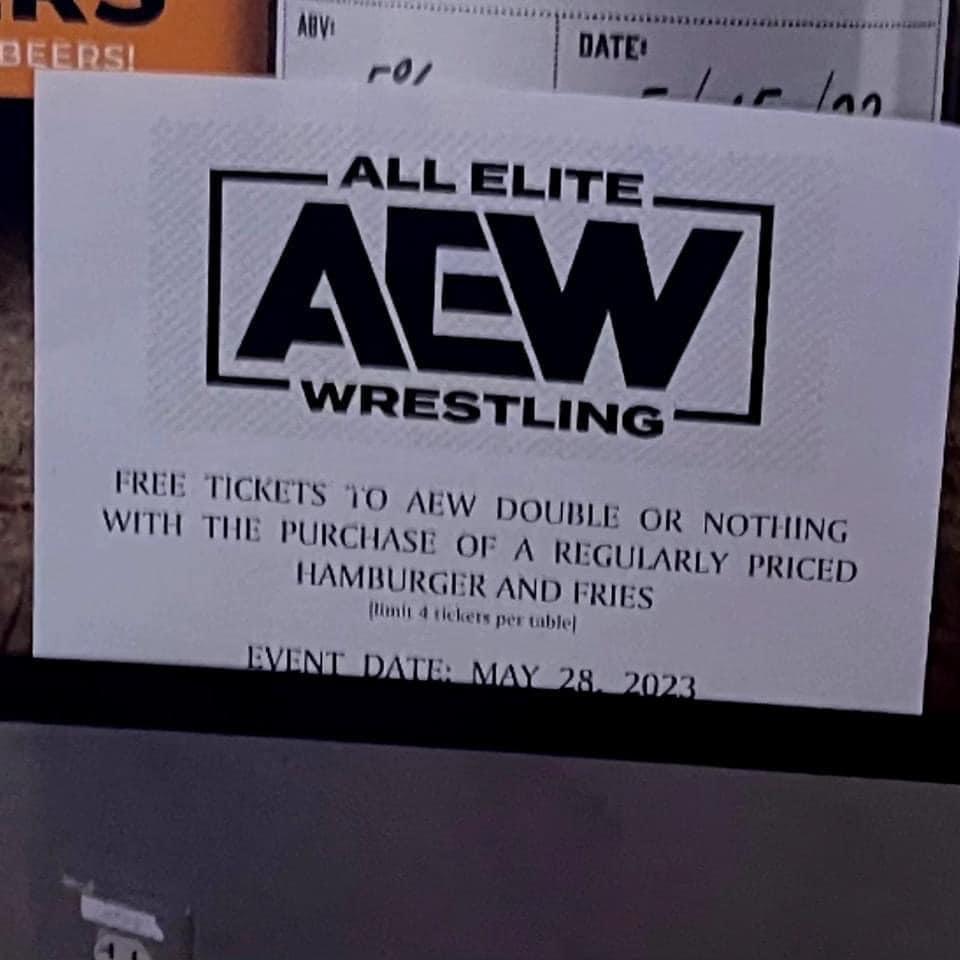 BEERS!
ABV:
DATE:
ALL ELITE
AEW
WRESTLING
FREE TICKETS TO AEW DOUBLE OR NOTHING
WITH THE PURCHASE OF A REGULARLY PRICED
HAMBURGER AND FRIES
[limit 4 tickets per table]
EVENT DATE: MAY 28, 2023